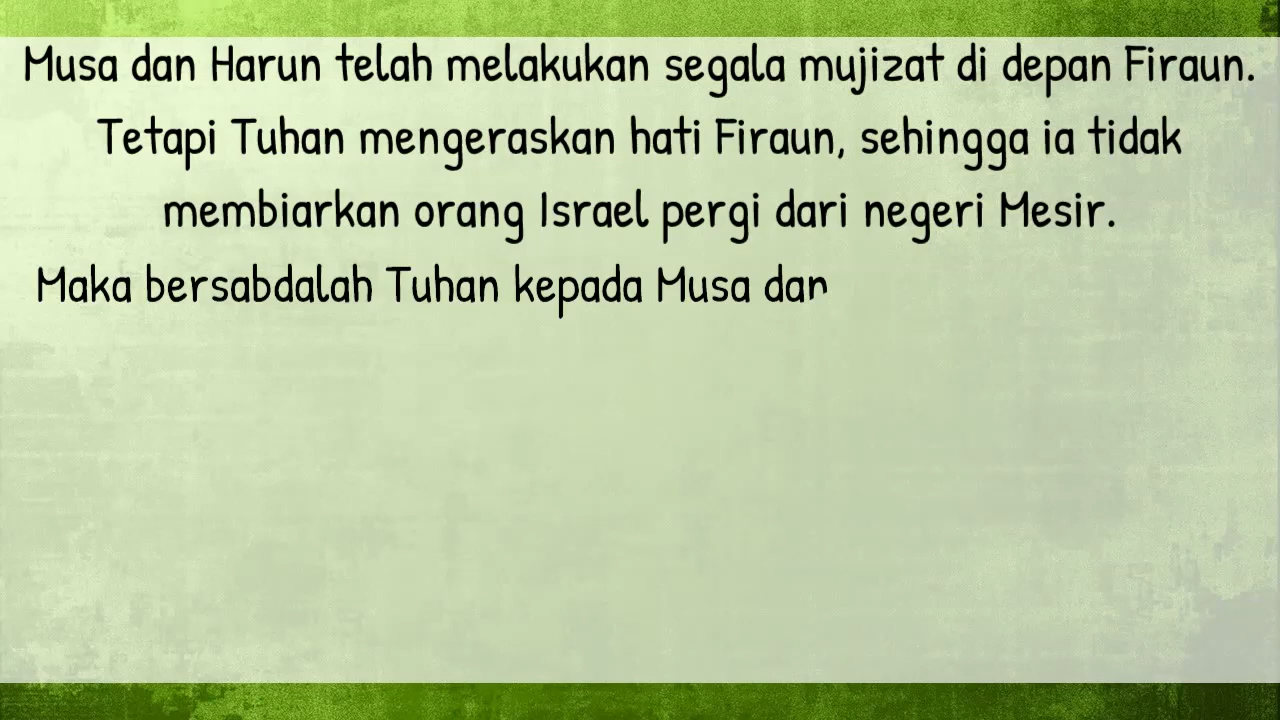 Musa dan Harun telah melakukan segala mujizat di depan Firaun.
Tetapi Tuhan mengeraskan hati Firaun, sehingga ia tidak
membiarkan orang Israel pergi dari negeri Mesir.
Maka bersabdalah Tuhan kepada Musa dan